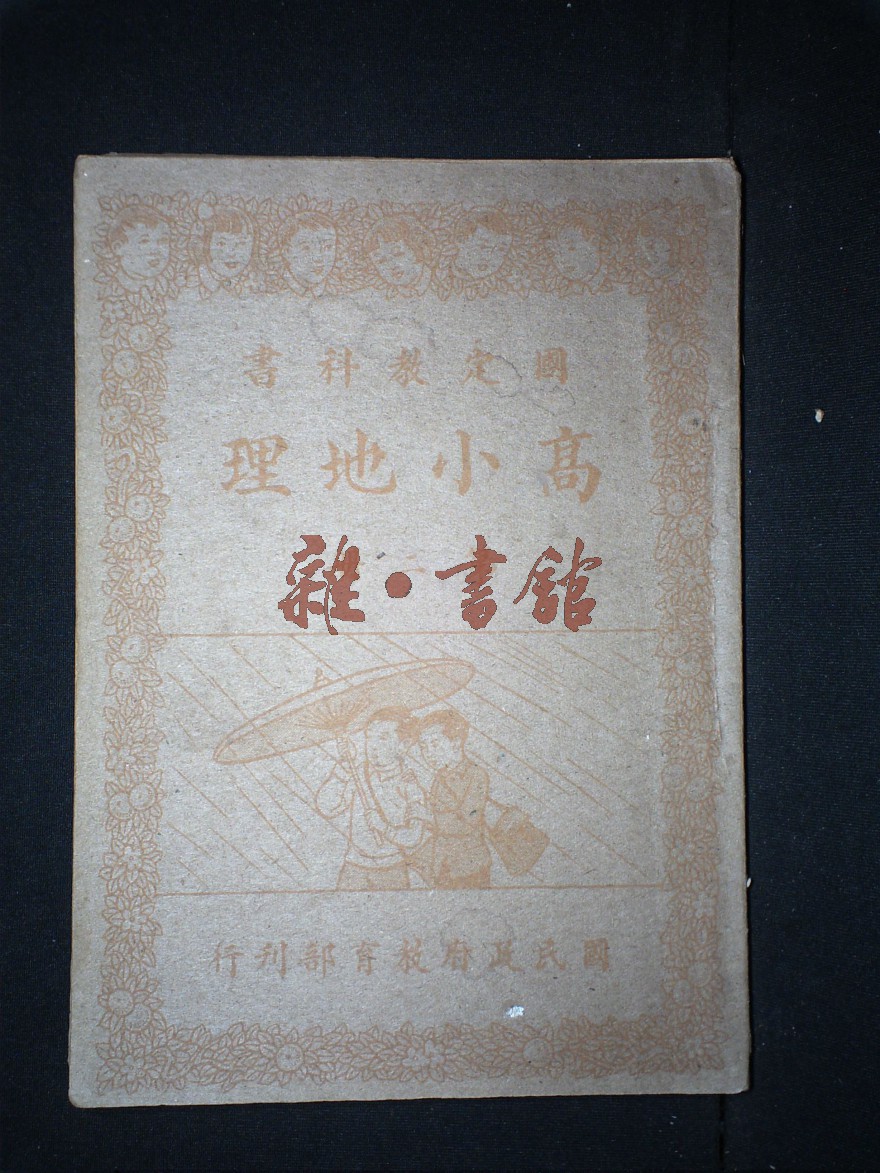 國定教科書
高小地理
雜·書館
國民政府教育部刊行